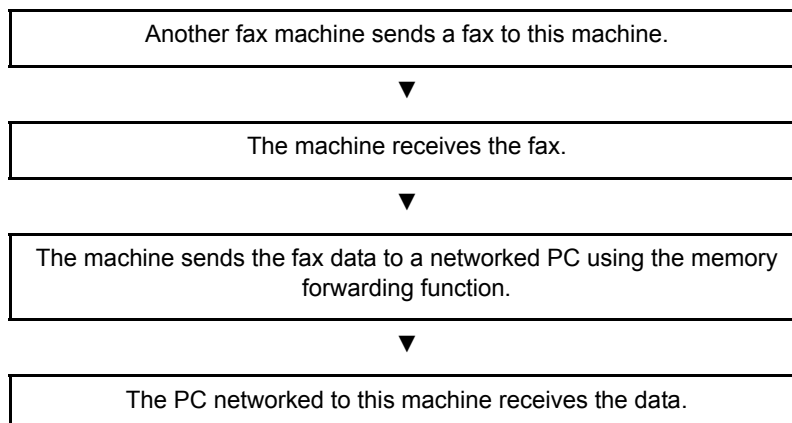 Another fax machine sends a fax to this machine.
▼
The machine receives the fax.
▼
The machine sends the fax data to a networked PC using the memory
forwarding function.
▼
The PC networked to this machine receives the data.